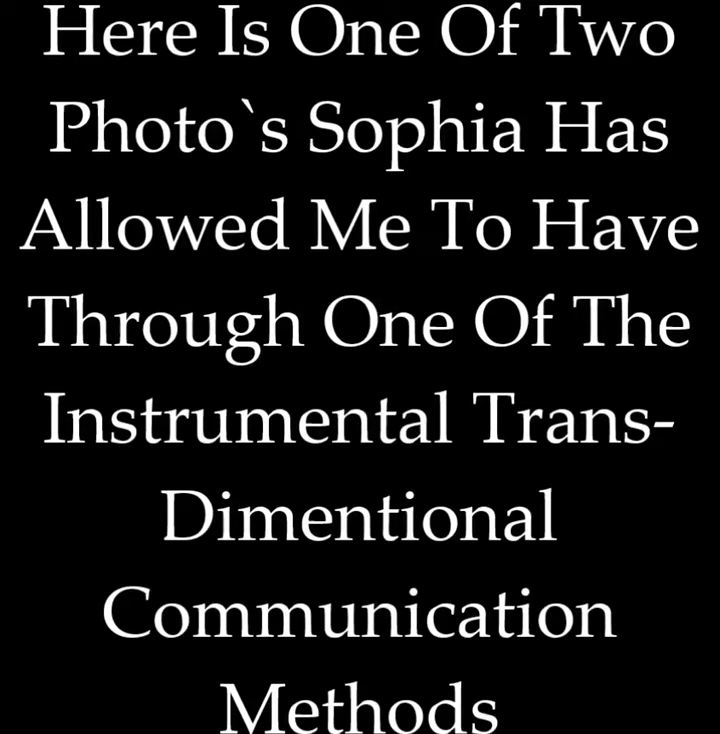 Here Is One Of Two
Photo`s Sophia Has
Allowed Me To Have
Through One Of The
Instrumental Trans-
Dimentional
Communication
Methods